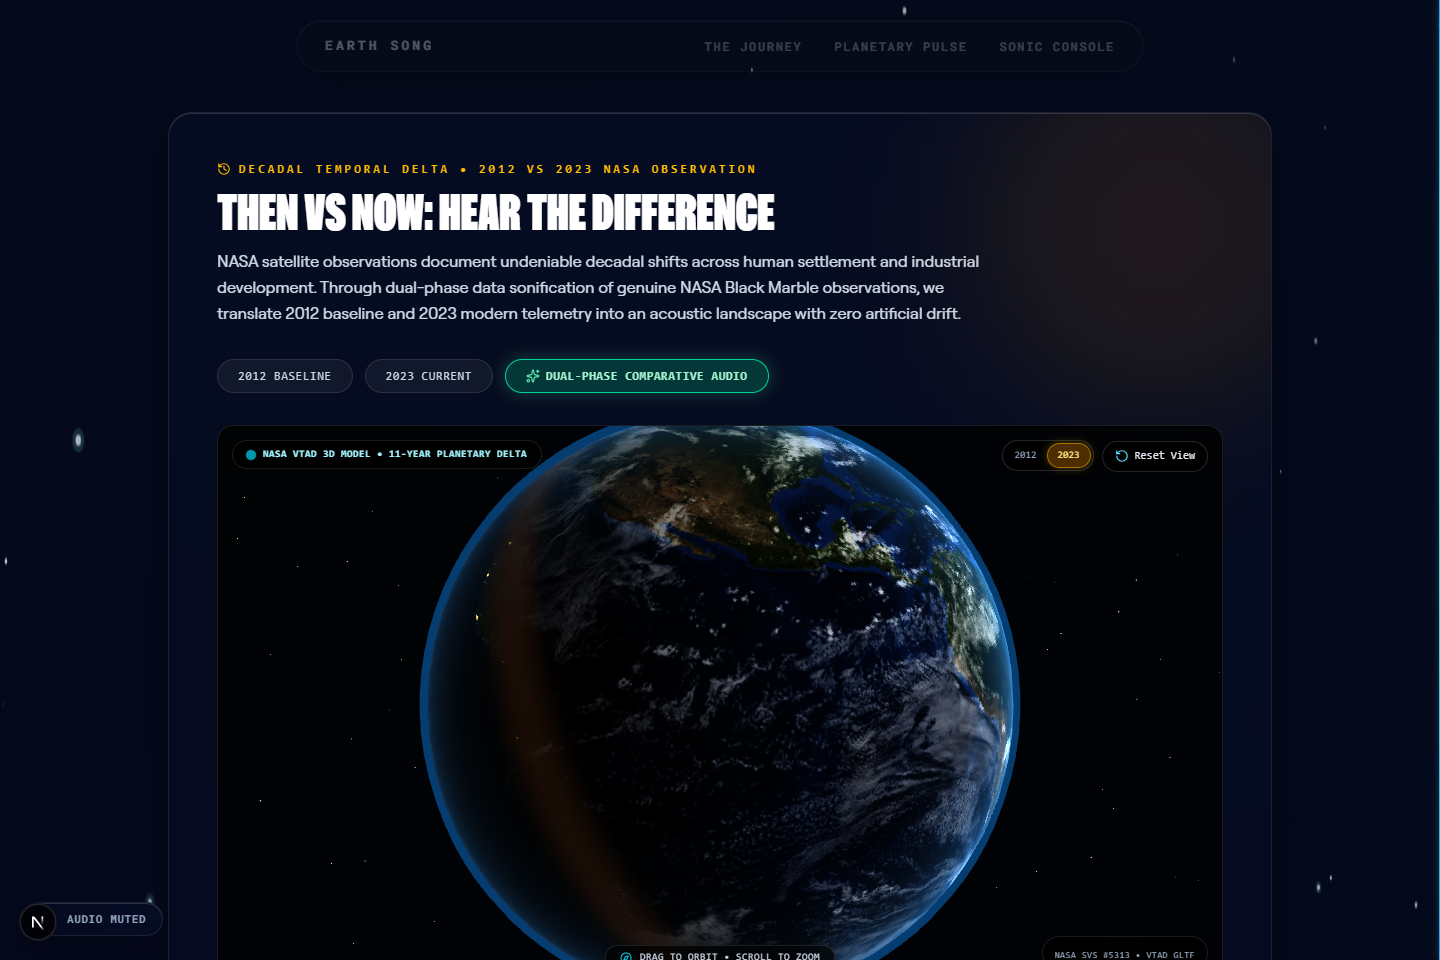 EARTH SONG
THE JOURNEY
PLANETARY PULSE
SONIC CONSOLE
DECADAL TEMPORAL DELTA • 2012 VS 2023 NASA OBSERVATION
THEN VS NOW: HEAR THE DIFFERENCE
NASA satellite observations document undeniable decadal shifts across human settlement and industrial
development. Through dual-phase data sonification of genuine NASA Black Marble observations, we
translate 2012 baseline and 2023 modern telemetry into an acoustic landscape with zero artificial drift.
2012 BASELINE
2023 CURRENT
DUAL-PHASE COMPARATIVE AUDIO
NASA VTAD 3D MODEL • 11-YEAR PLANETARY DELTA
2012
2023
Reset View
N
AUDIO MUTED
DRAG TO ORBIT • SCROLL TO ZOOM
NASA SVS #5313 • VTAD GLTF